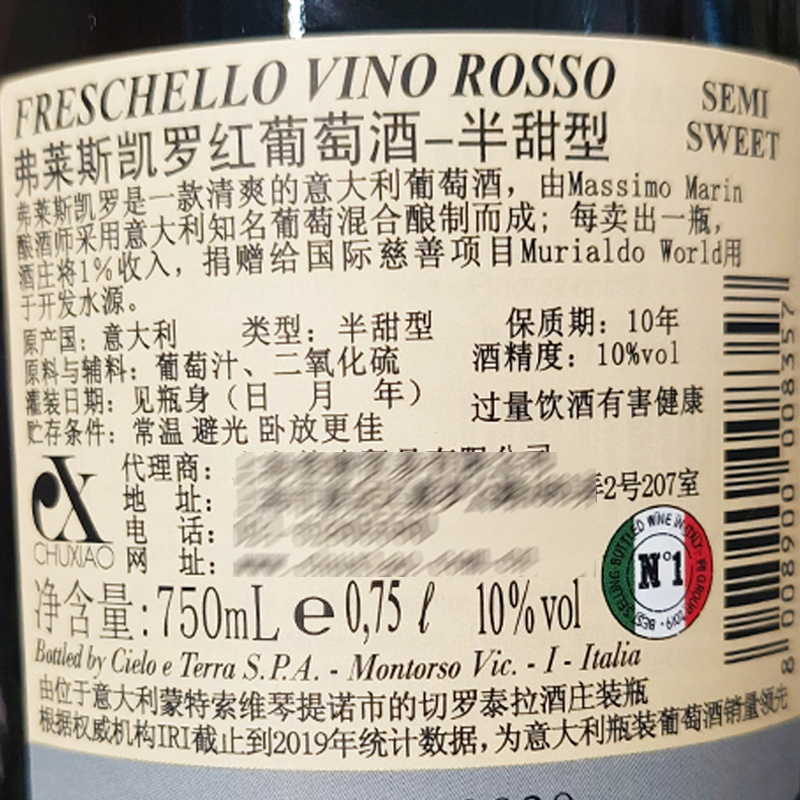 FRESCHELLO VINO ROSSO
SEMI
SWEET
弗莱斯凯罗红葡萄酒-半甜型
弗莱斯凯罗是一款清爽的意大利葡萄酒，由Massimo Marin
酿酒师采用意大利知名葡萄混合酿制而成；每卖出一瓶，
酒庄将1%收入，捐赠给国际慈善项目Murialdo World用
于开发水源。
原产国：意大利 类型：半甜型 保质期：10年
原料与辅料：葡萄汁、二氧化硫 酒精度：10%vol
灌装日期：见瓶身（日 月 年） 过量饮酒有害健康
贮存条件：常温 避光 卧放更佳
CHUXIAO
代理商：
地 址： 2号207室
电 话：
网 址：
BEST SELLING BOTTLED WINE IN ITALY
N°1
净含量:750mL e 0,75 ℓ 10% vol
Bottled by Cielo e Terra S.P.A. - Montorso Vic. - I - Italia
由位于意大利蒙特索维琴提诺市的切罗泰拉酒庄装瓶
根据权威机构IRI截止到2019年统计数据，为意大利瓶装葡萄酒销量领先
8 008900 008357